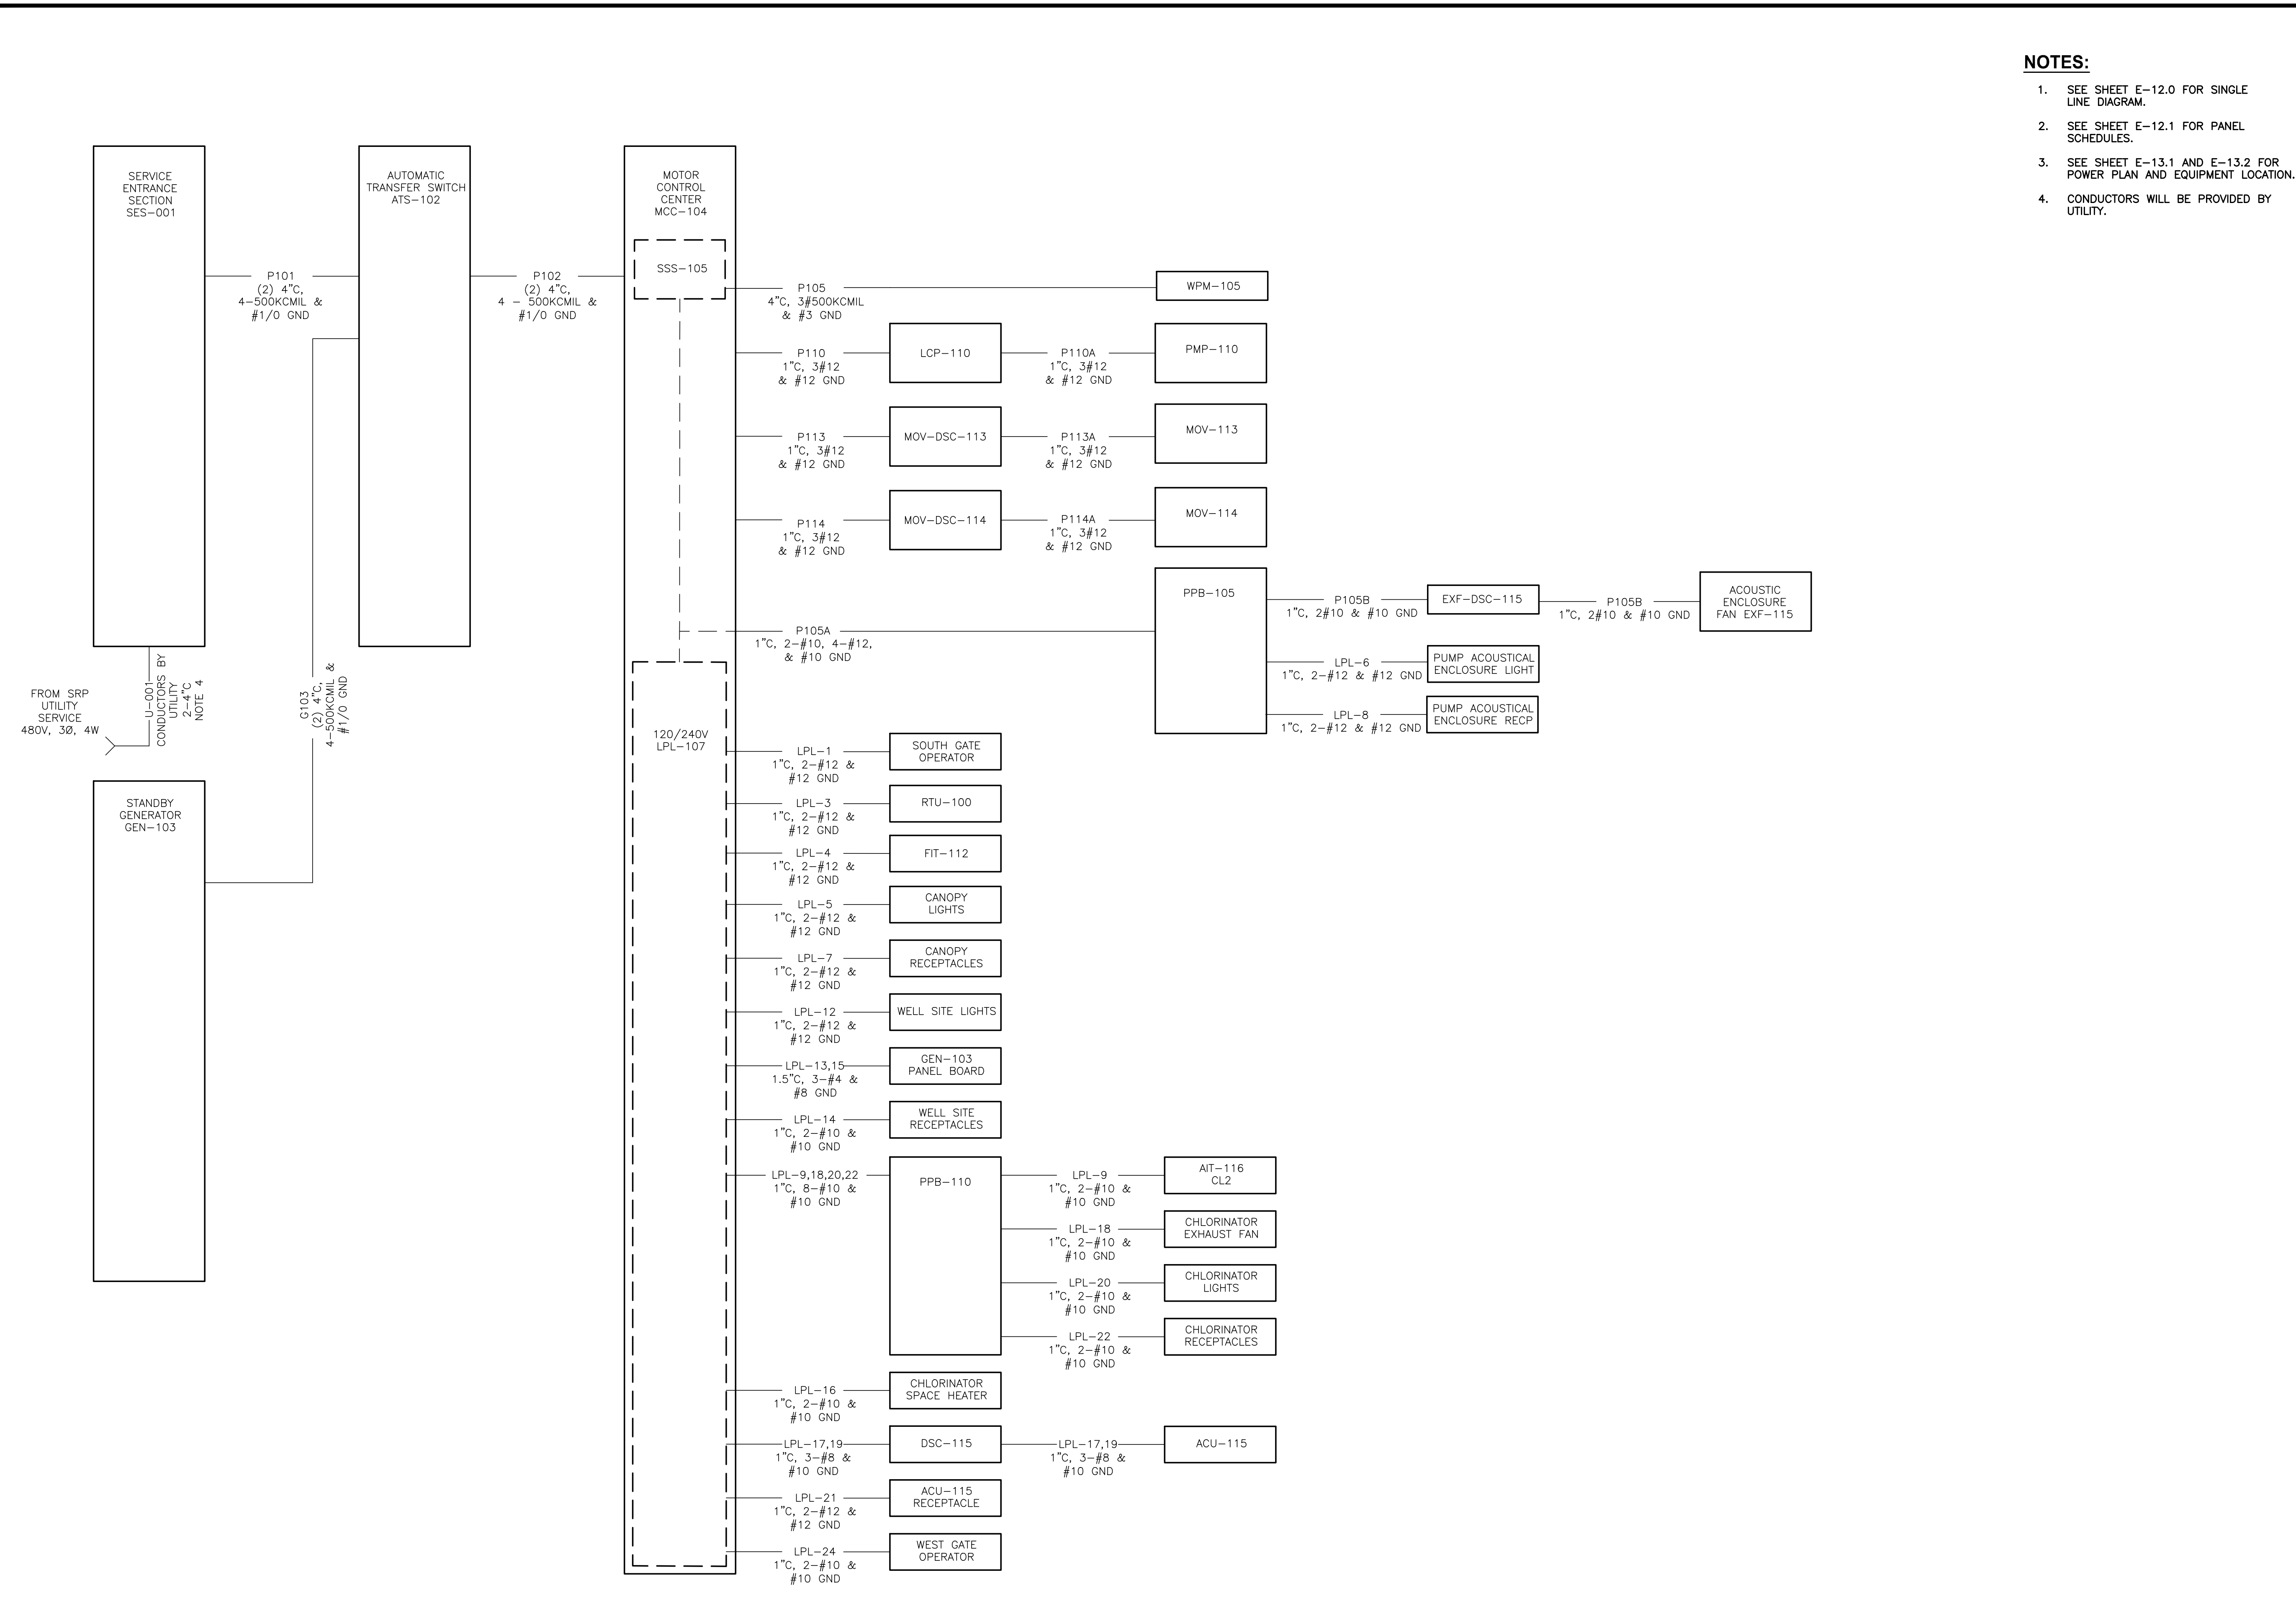 NOTES:
1. SEE SHEET E-12.0 FOR SINGLE
LINE DIAGRAM.
2. SEE SHEET E-12.1 FOR PANEL
SCHEDULES.
3. SEE SHEET E-13.1 AND E-13.2 FOR
POWER PLAN AND EQUIPMENT LOCATION.
4. CONDUCTORS WILL BE PROVIDED BY
UTILITY.
SERVICE
ENTRANCE
SECTION
SES-001
P101
(2) 4"C,
4-500KCMIL &
#1/0 GND
AUTOMATIC
TRANSFER SWITCH
ATS-102
P102
(2) 4"C,
4 - 500KCMIL &
#1/0 GND
FROM SRP
UTILITY
SERVICE
480V, 3Ø, 4W
U-001
CONDUCTORS BY
UTILITY
2-4"C
NOTE 4
G103
(2) 4"C,
4-500KCMIL &
#1/0 GND
STANDBY
GENERATOR
GEN-103
MOTOR
CONTROL
CENTER
MCC-104
SSS-105
P105
4"C, 3#500KCMIL
& #3 GND
WPM-105
P110
1"C, 3#12
& #12 GND
LCP-110
P110A
1"C, 3#12
& #12 GND
PMP-110
P113
1"C, 3#12
& #12 GND
MOV-DSC-113
P113A
1"C, 3#12
& #12 GND
MOV-113
P114
1"C, 3#12
& #12 GND
MOV-DSC-114
P114A
1"C, 3#12
& #12 GND
MOV-114
P105A
1"C, 2-#10, 4-#12,
& #10 GND
PPB-105
P105B
1"C, 2#10 & #10 GND
EXF-DSC-115
P105B
1"C, 2#10 & #10 GND
ACOUSTIC
ENCLOSURE
FAN EXF-115
LPL-6
1"C, 2-#12 & #12 GND
PUMP ACOUSTICAL
ENCLOSURE LIGHT
LPL-8
1"C, 2-#12 & #12 GND
PUMP ACOUSTICAL
ENCLOSURE RECP
120/240V
LPL-107
LPL-1
1"C, 2-#12 &
#12 GND
SOUTH GATE
OPERATOR
LPL-3
1"C, 2-#12 &
#12 GND
RTU-100
LPL-4
1"C, 2-#12 &
#12 GND
FIT-112
LPL-5
1"C, 2-#12 &
#12 GND
CANOPY
LIGHTS
LPL-7
1"C, 2-#12 &
#12 GND
CANOPY
RECEPTACLES
LPL-12
1"C, 2-#12 &
#12 GND
WELL SITE LIGHTS
LPL-13,15
1.5"C, 3-#4 &
#8 GND
GEN-103
PANEL BOARD
LPL-14
1"C, 2-#10 &
#10 GND
WELL SITE
RECEPTACLES
LPL-9,18,20,22
1"C, 8-#10 &
#10 GND
PPB-110
LPL-9
1"C, 2-#10 &
#10 GND
AIT-116
CL2
LPL-18
1"C, 2-#10 &
#10 GND
CHLORINATOR
EXHAUST FAN
LPL-20
1"C, 2-#10 &
#10 GND
CHLORINATOR
LIGHTS
LPL-22
1"C, 2-#10 &
#10 GND
CHLORINATOR
RECEPTACLES
LPL-16
1"C, 2-#10 &
#10 GND
CHLORINATOR
SPACE HEATER
LPL-17,19
1"C, 3-#8 &
#10 GND
DSC-115
LPL-17,19
1"C, 3-#8 &
#10 GND
ACU-115
LPL-21
1"C, 2-#12 &
#12 GND
ACU-115
RECEPTACLE
LPL-24
1"C, 2-#10 &
#10 GND
WEST GATE
OPERATOR